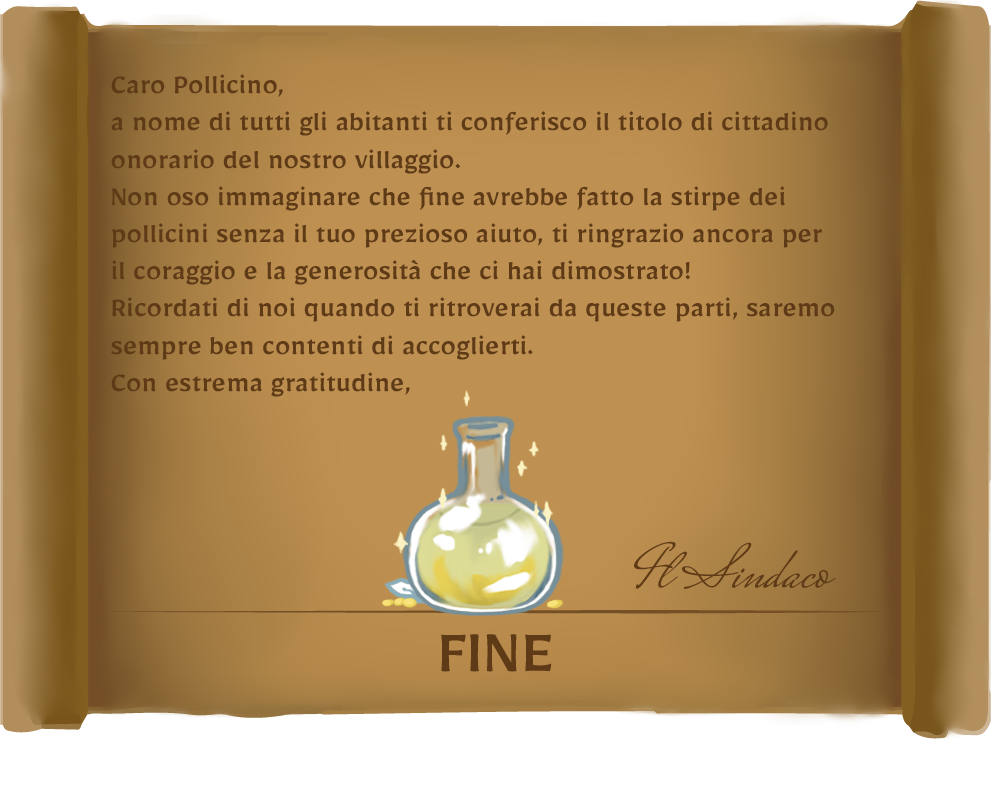 Caro Pollicino,
a nome di tutti gli abitanti ti conferisco il titolo di cittadino
onorario del nostro villaggio.
Non oso immaginare che fine avrebbe fatto la stirpe dei
pollicini senza il tuo prezioso aiuto, ti ringrazio ancora per
il coraggio e la generosità che ci hai dimostrato!
Ricordati di noi quando ti ritroverai da queste parti, saremo
sempre ben contenti di accoglierti.
Con estrema gratitudine,
Il Sindaco
FINE